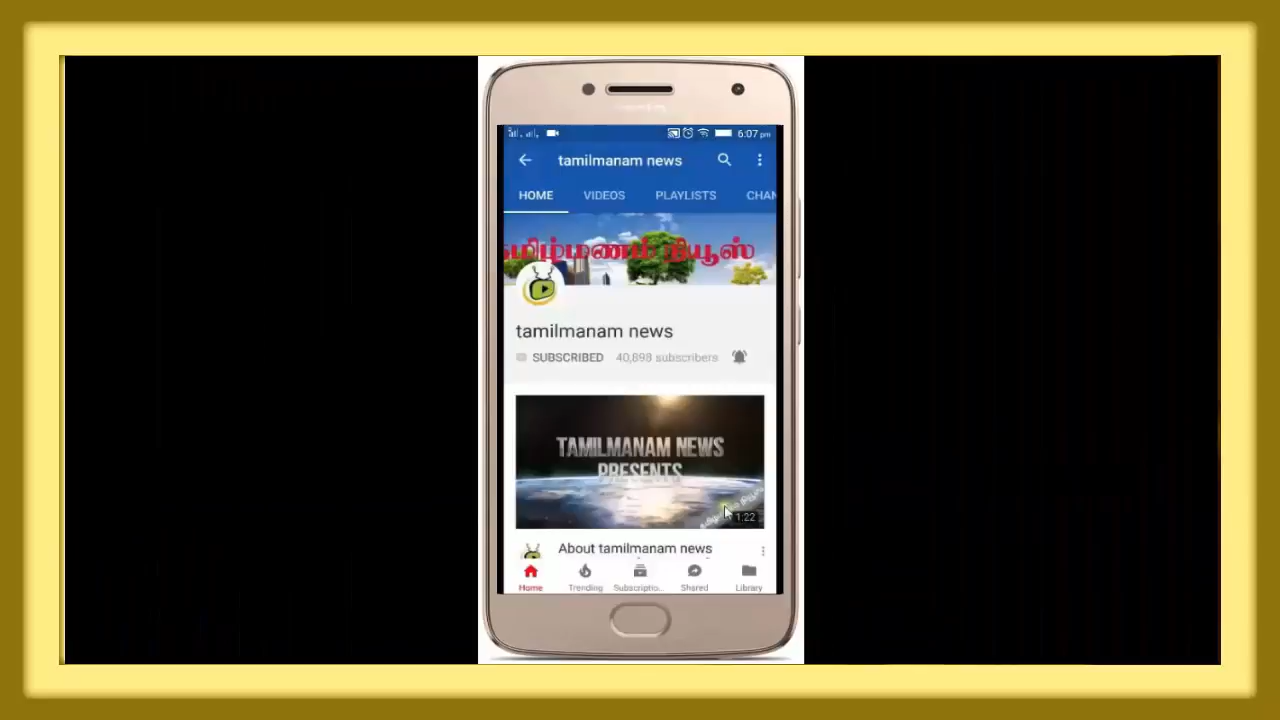 6:07 pm
tamilmanam news
HOME VIDEOS PLAYLISTS CHAN
தமிழ்மணம் நியூஸ்
tamilmanam news
SUBSCRIBED 40,898 subscribers
TAMILMANAM NEWS
PRESENTS
1:22
About tamilmanam news
Home Trending Subscriptio... Shared Library